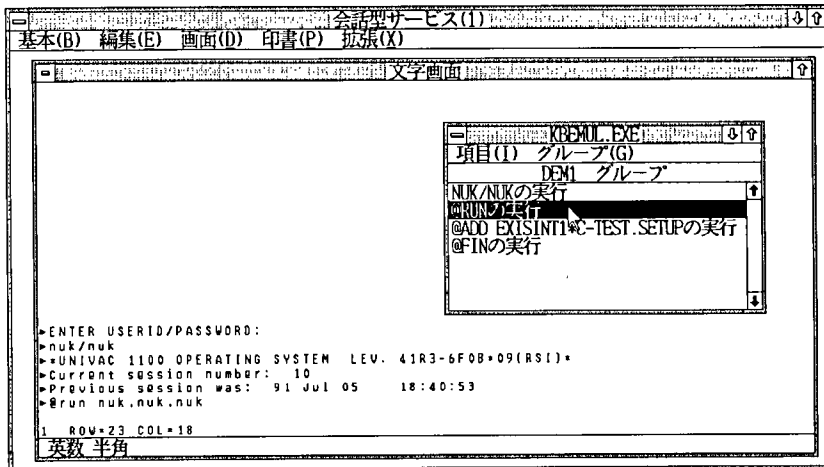 会話型サービス(1)
基本(B) 編集(E) 画面(D) 印書(P) 拡張(X)
文字画面
KBEMUL.EXE
項目(I) グループ(G)
DEM1 グループ
NUK/NUKの実行
@RUNの実行
@ADD EXISINT1*C-TEST.SETUPの実行
@FINの実行
►ENTER USERID/PASSWORD:
►nuk/nuk
►*UNIVAC 1100 OPERATING SYSTEM LEV. 41R3-6F0B*09(RSI)*
►Current session number: 10
►Previous session was: 91 Jul 05 18:40:53
►@run nuk,nuk,nuk
1 ROW=23 COL=18
英数 半角